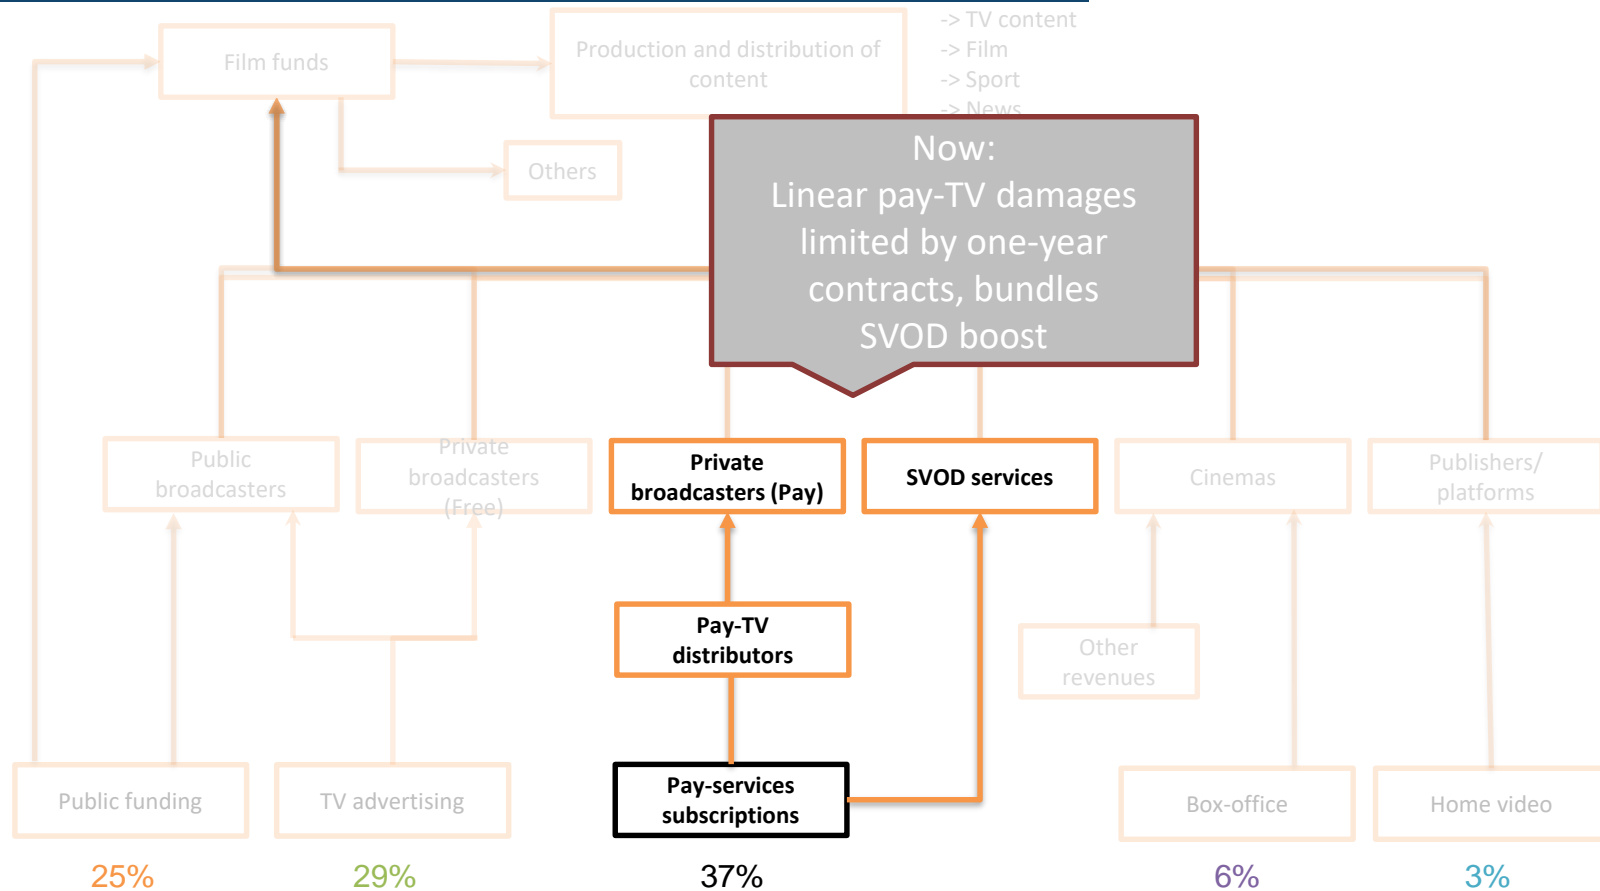 -> TV content
Film funds
Production and distribution of
content
-> Film
-> Sport
-> News
Others
Now:
Linear pay-TV damages
limited by one-year
contracts, bundles
SVOD boost
Public
broadcasters
Private
broadcasters
(Free)
Private
broadcasters (Pay)
SVOD services
Cinemas
Publishers/
platforms
Pay-TV
distributors
Other
revenues
Public funding
TV advertising
Pay-services
subscriptions
Box-office
Home video
25%
29%
37%
6%
3%